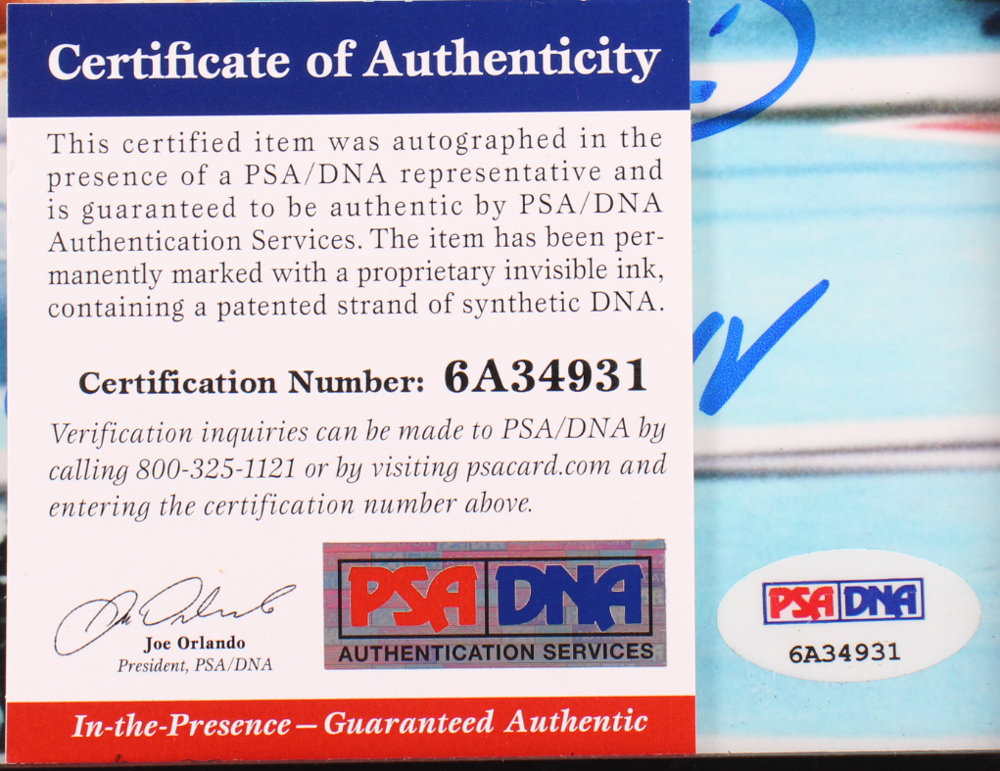 Certificate of Authenticity
This certified item was autographed in the
presence of a PSA/DNA representative and
is guaranteed to be authentic by PSA/DNA
Authentication Services. The item has been per-
manently marked with a proprietary invisible ink,
containing a patented strand of synthetic DNA.
Certification Number: 6A34931
Verification inquiries can be made to PSA/DNA by
calling 800-325-1121 or by visiting psacard.com and
entering the certification number above.
Joe Orlando
President, PSA/DNA
PSA DNA
AUTHENTICATION SERVICES
In-the-Presence – Guaranteed Authentic
PSA DNA
6A34931